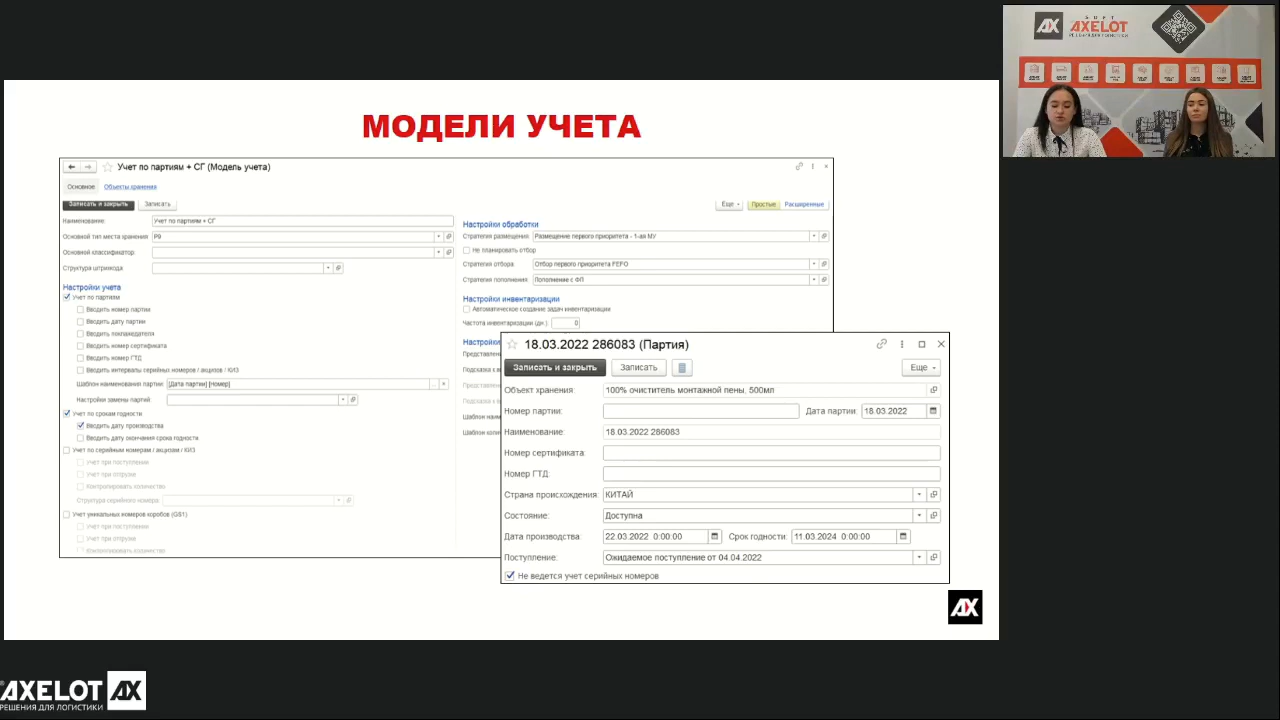 SOFT
AXELOT
РЕШЕНИЯ ДЛЯ ЛОГИСТИКИ
МОДЕЛИ УЧЕТА
Учет по партиям + СГ (Модель учета)
Основное Объекты хранения
Записать и закрыть Записать Еще Простые Расширенные
Наименование: Учет по партиям + СГ
Основной тип места хранения: P9
Основной классификатор:
Структура штрихкода:
Настройки учета
Учет по партиям
Вводить номер партии
Вводить дату партии
Вводить поклажедателя
Вводить номер сертификата
Вводить номер ГТД
Вводить интервалы серийных номеров / акцизов / КИЗ
Шаблон наименования партии: [Дата партии] [Номер]
Настройки замены партий:
Учет по срокам годности
Вводить дату производства
Вводить дату окончания срока годности
Учет по серийным номерам / акцизам / КИЗ
Учет при поступлении
Учет при отгрузке
Контролировать количество
Структура серийного номера:
Учет уникальных номеров коробов (GS1)
Учет при поступлении
Учет при отгрузке
Контролировать количество
Настройки обработки
Стратегия размещения: Размещение первого приоритета - 1-ая МУ
Не планировать отбор
Стратегия отбора: Отбор первого приоритета FEFO
Стратегия пополнения: Пополнение с ФП
Настройки инвентаризации
Автоматическое создание задач инвентаризации
Частота инвентаризации (дн.): 0
18.03.2022 286083 (Партия)
Записать и закрыть Записать Еще
Объект хранения: 100% очиститель монтажной пены, 500мл
Номер партии: Дата партии: 18.03.2022
Наименование: 18.03.2022 286083
Номер сертификата:
Номер ГТД:
Страна происхождения: КИТАЙ
Состояние: Доступна
Дата производства: 22.03.2022 0:00:00 Срок годности: 11.03.2024 0:00:00
Поступление: Ожидаемое поступление от 04.04.2022
Не ведется учет серийных номеров
AX
AXELOT AX
РЕШЕНИЯ ДЛЯ ЛОГИСТИКИ